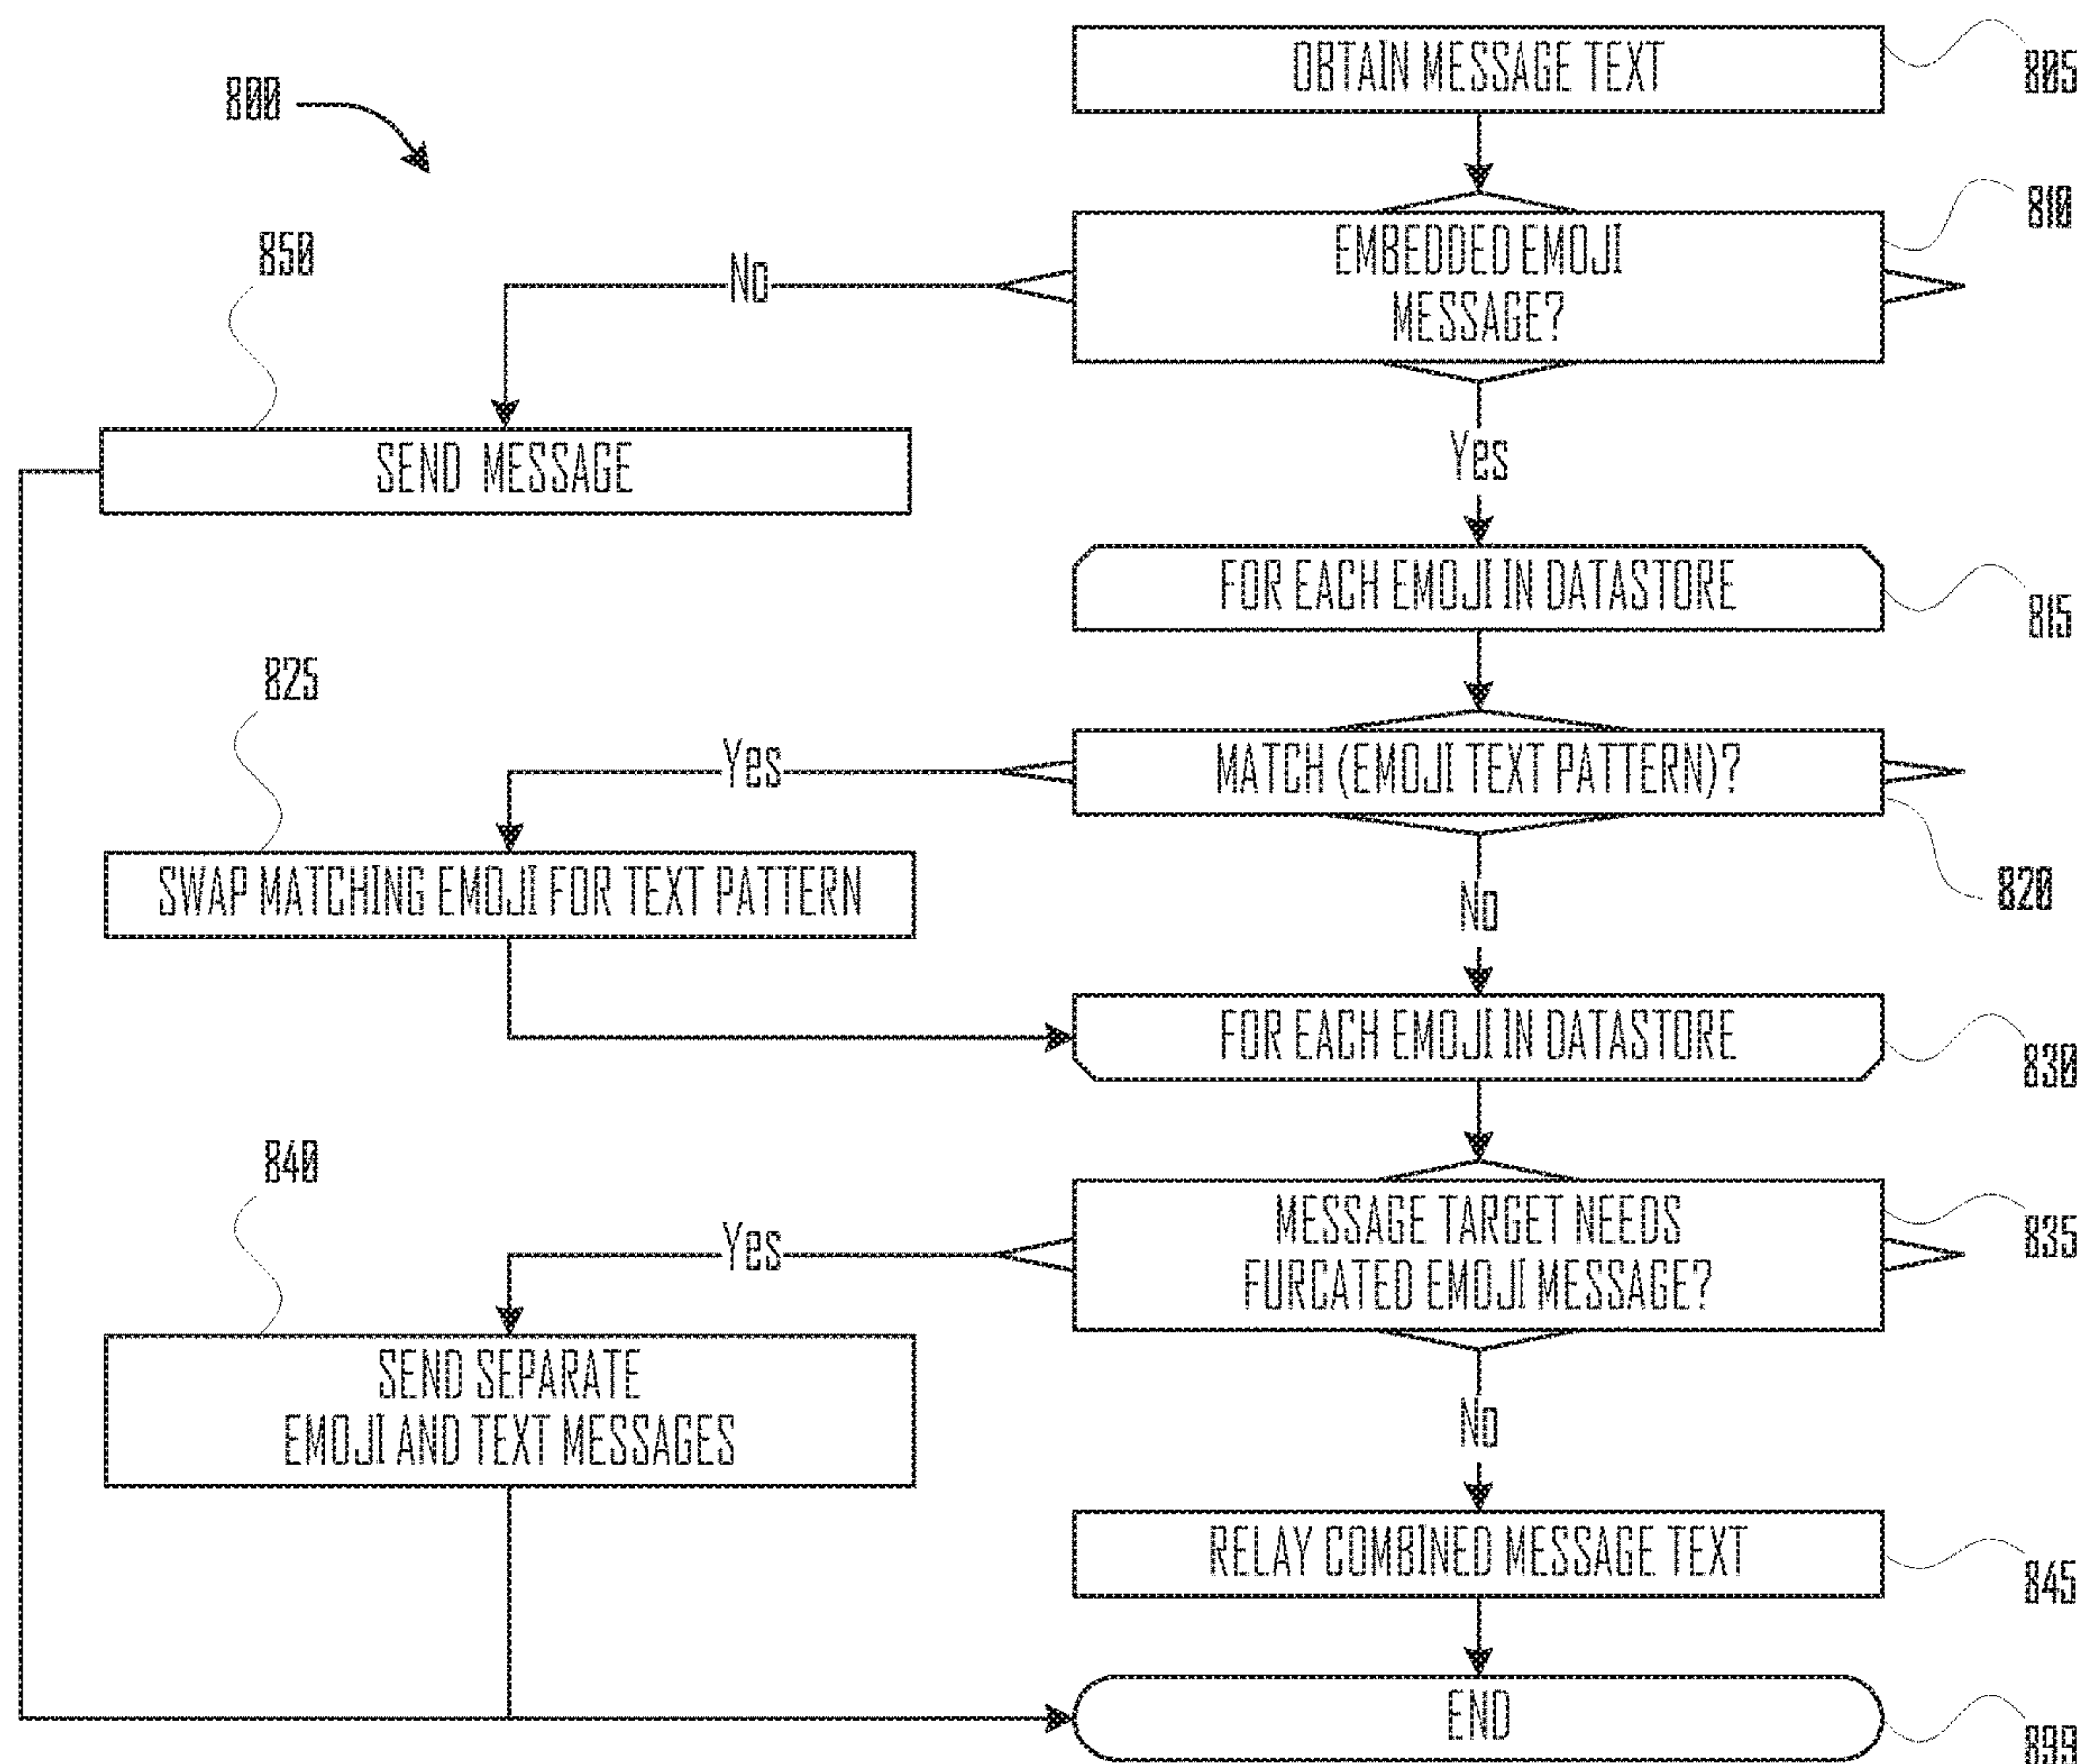 OBTAIN MESSAGE TEXT
805
800
EMBEDDED EMOJI
MESSAGE?
810
No
850
SEND MESSAGE
Yes
FOR EACH EMOJI IN DATASTORE
815
825
Yes
MATCH (EMOJI TEXT PATTERN)?
820
SWAP MATCHING EMOJI FOR TEXT PATTERN
No
FOR EACH EMOJI IN DATASTORE
830
840
Yes
MESSAGE TARGET NEEDS
FURCATED EMOJI MESSAGE?
835
SEND SEPARATE
EMOJI AND TEXT MESSAGES
No
RELAY COMBINED MESSAGE TEXT
845
END
899